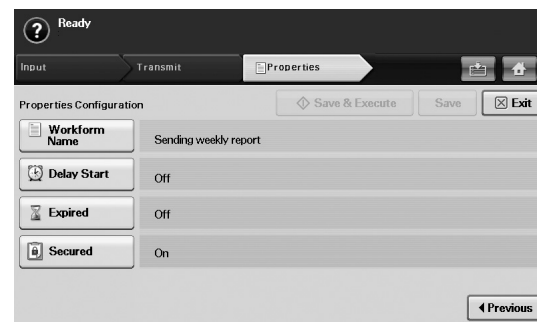 ? Ready
Input Transmit Properties
Properties Configuration Save & Execute Save Exit
Workform Name Sending weekly report
Delay Start Off
Expired Off
Secured On
Previous